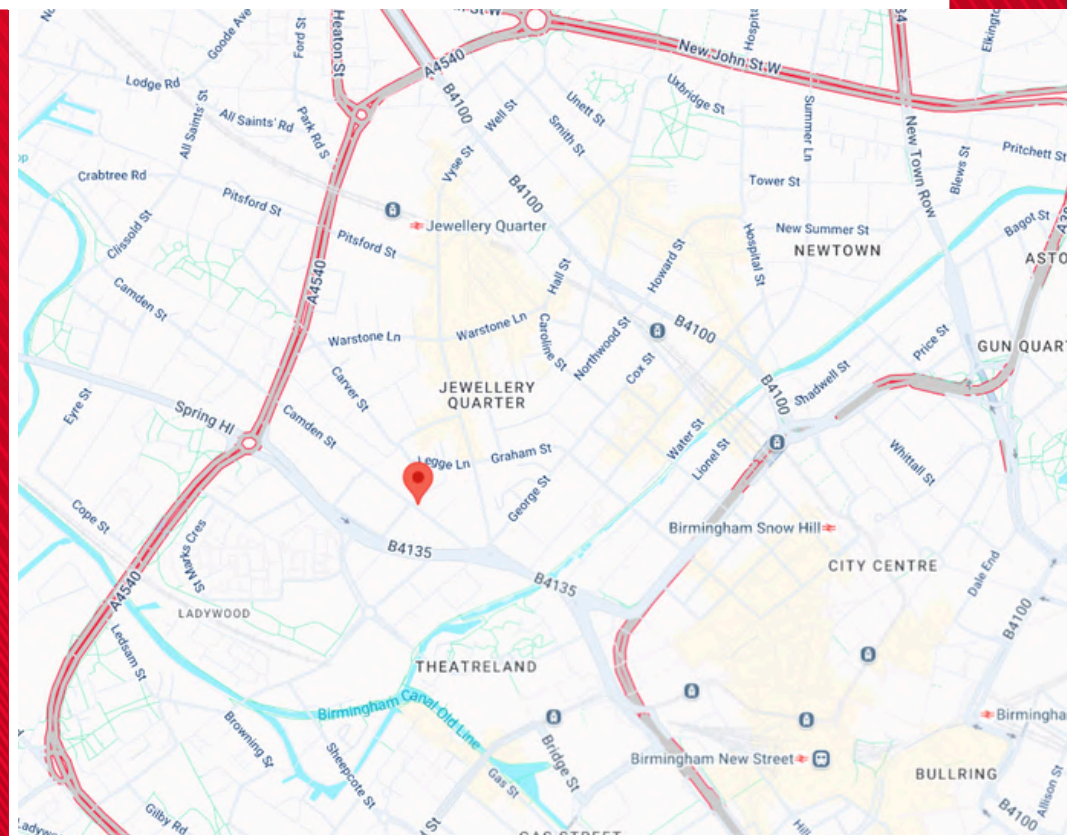 Goode Ave
Ford St
Heaton St
St W
A4540
New John St W
Elking
Lodge Rd
All Saints' St
All Saints' Rd
Park Rd S
B4100
Well St
Unett St
Uxbridge St
Summer Ln
Smith St
Vyse St
New Town Row
Blews St
Pritchett St
Crabtree Rd
Pitsford St
Tower St
B4100
Clissold St
Jewellery Quarter
Pitsford St
Howard St
Hospital St
New Summer St
NEWTOWN
Bagot St
ASTO
A4540
Camden St
Hall St
Warstone Ln
Warstone Ln
Caroline St
Northwood St
B4100
Price St
GUN QUART
Cox St
Carver St
JEWELLERY
QUARTER
B4100
Shadwell St
Eyre St
Spring Hl
Camden St
Legge Ln
Graham St
Water St
Lionel St
Whittall St
George St
Cope St
St Marks Cres
B4135
Birmingham Snow Hill
CITY CENTRE
Dale End
A4540
B4135
B4100
LADYWOOD
Ledsam St
THEATRELAND
Birmingham Canal Old Line
Browning St
Sheepcote St
Bridge St
Gas St
Birmingham New Street
Birmingha
BULLRING
Allison St
Gilby Rd
Ladyw
B4100
Hill
GAS STREET